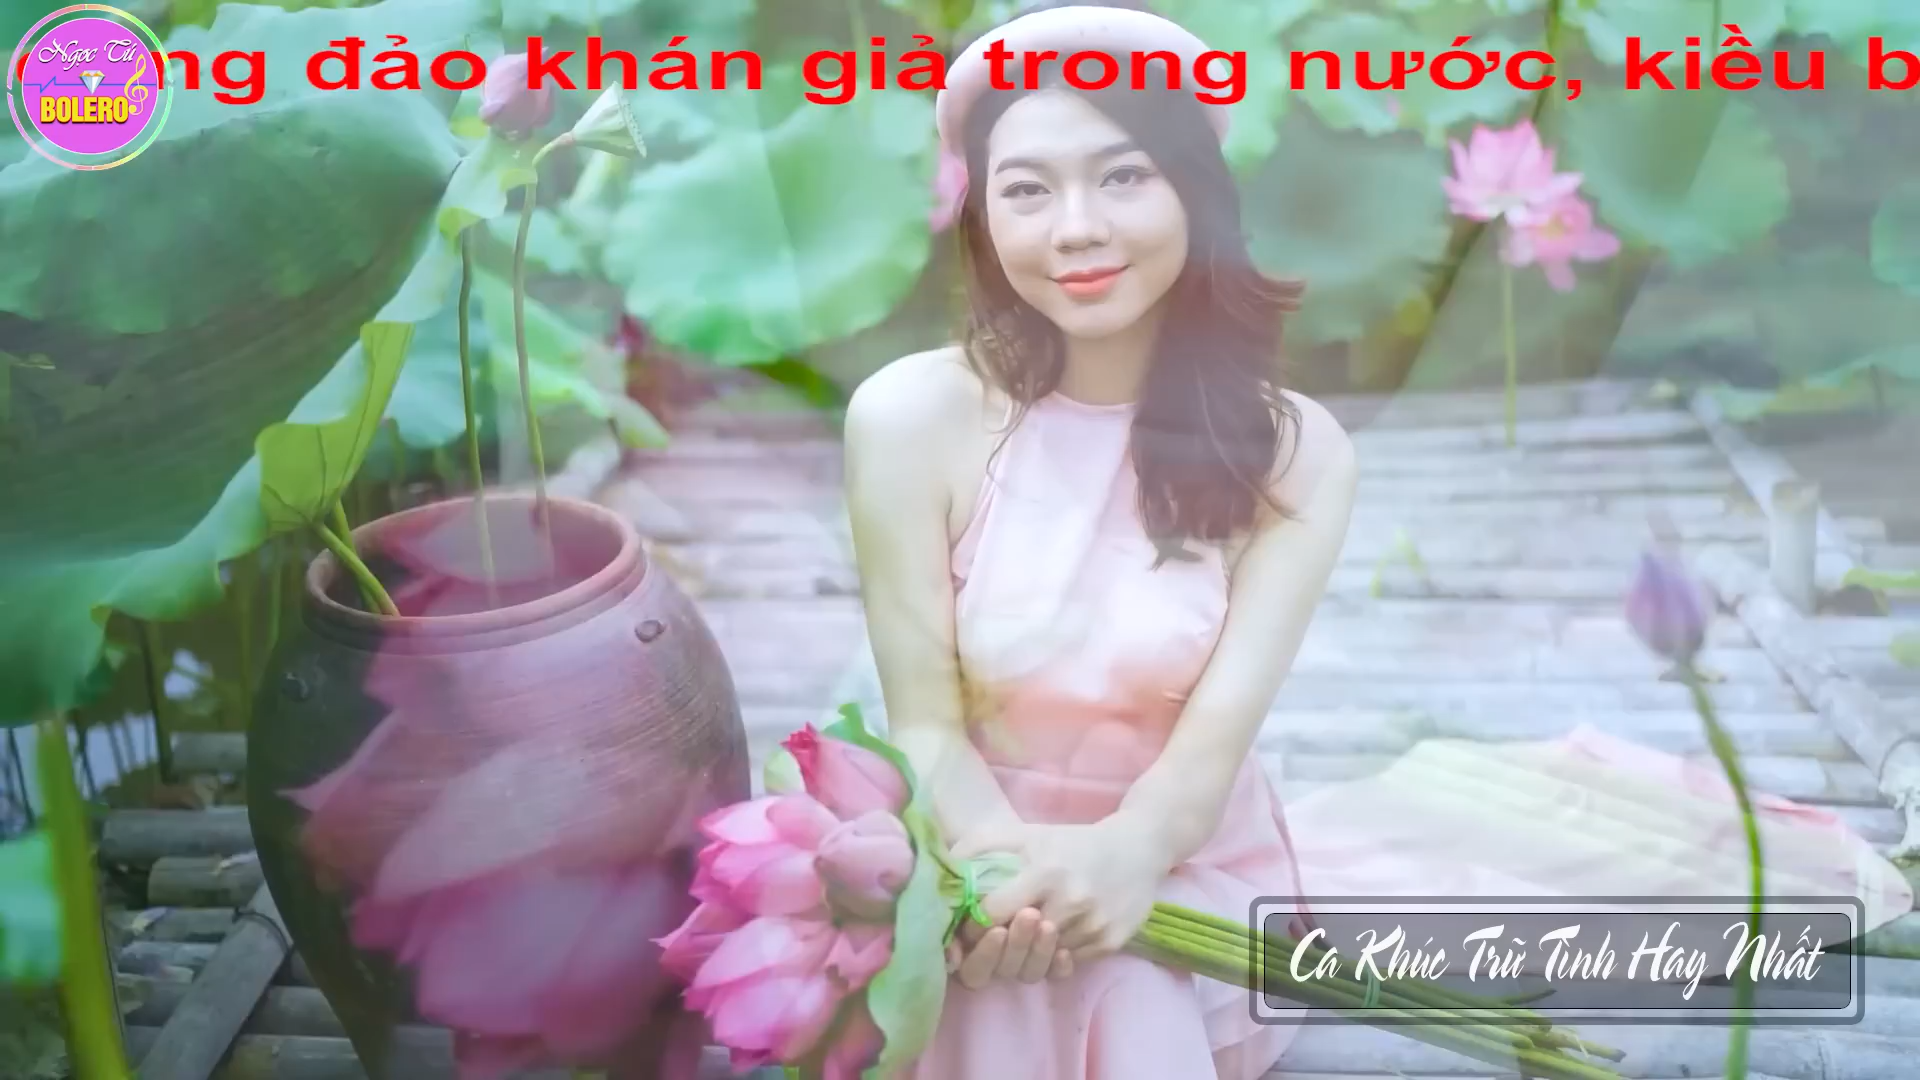 ng đảo khán giả trong nước, kiều b
Ngọc Tú
BOLERO
Ca Khúc Trữ Tình Hay Nhất